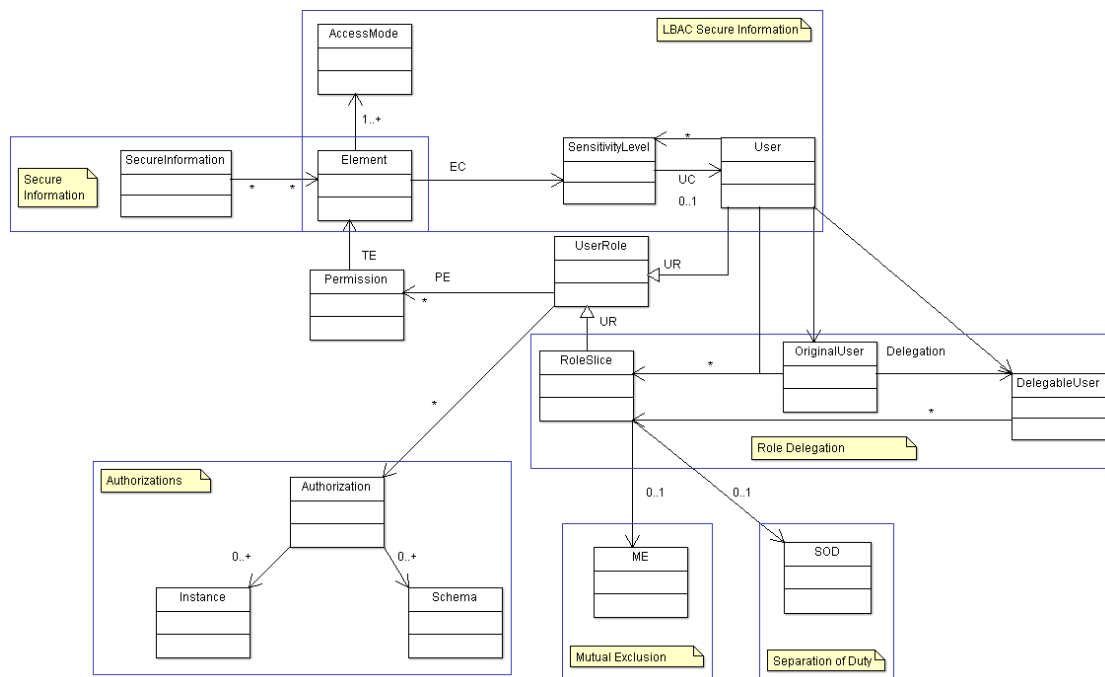 AccessMode
LBAC Secure Information
1..+
SecureInformation
Element
SensitivityLevel
*
User
Secure
Information
*
*
EC
UC
0..1
TE
UserRole
UR
Permission
PE
*
UR
RoleSlice
*
OriginalUser
Delegation
DelegableUser
*
*
Role Delegation
Authorizations
Authorization
0..1
0..1
0..+
0..+
ME
SOD
Instance
Schema
Mutual Exclusion
Separation of Duty